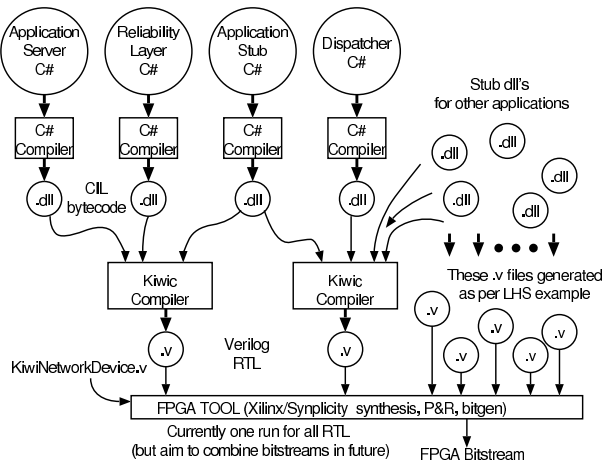 Application
Server
C#
Reliability
Layer
C#
Application
Stub
C#
Dispatcher
C#
Stub dll's
for other applications
C#
Compiler
C#
Compiler
C#
Compiler
C#
Compiler
.dll
.dll
.dll
.dll
.dll
.dll
.dll
.dll
.dll
CIL
bytecode
Kiwic
Compiler
Kiwic
Compiler
These .v files generated
as per LHS example
.v
.v
.v
.v
.v
.v
.v
Verilog
RTL
KiwiNetworkDevice.v
FPGA TOOL (Xilinx/Synplicity synthesis, P&R, bitgen)
Currently one run for all RTL
(but aim to combine bitstreams in future)
FPGA Bitstream